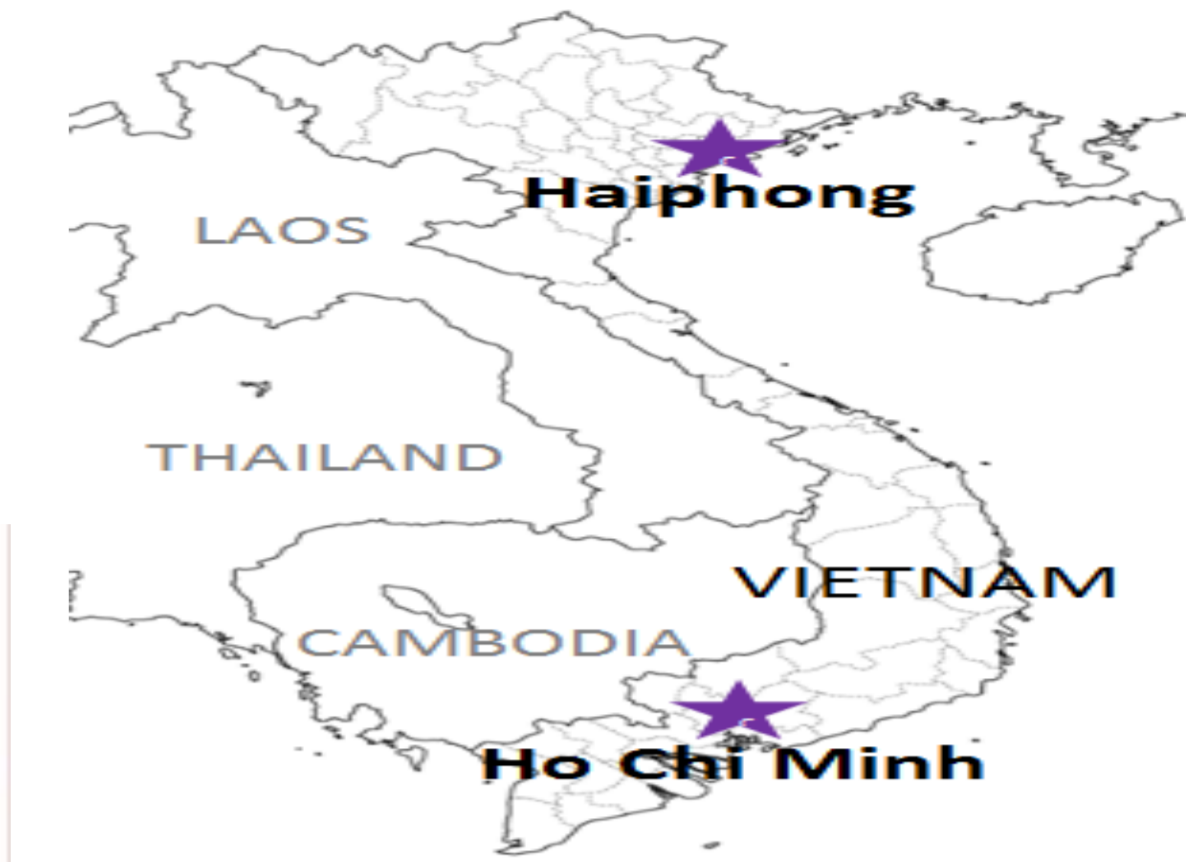 Haiphong
LAOS
THAILAND
VIETNAM
CAMBODIA
Ho Chi Minh